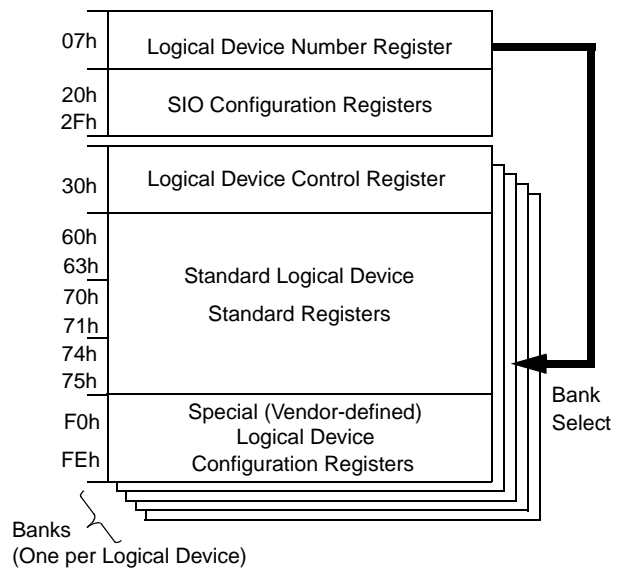 07h
Logical Device Number Register
20h
2Fh
SIO Configuration Registers
30h
Logical Device Control Register
60h
63h
70h
71h
74h
75h
Standard Logical Device
Standard Registers
F0h
FEh
Special (Vendor-defined)
Logical Device
Configuration Registers
Bank
Select
Banks
(One per Logical Device)